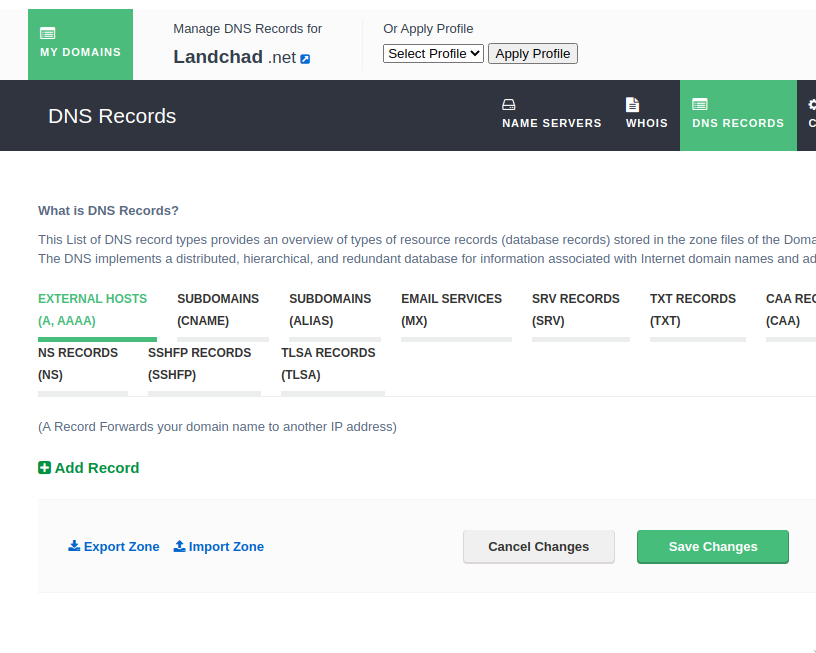 MY DOMAINS
Manage DNS Records for
Landchad .net
Or Apply Profile
Select Profile Apply Profile
DNS Records
NAME SERVERS
WHOIS
DNS RECORDS
C
What is DNS Records?
This List of DNS record types provides an overview of types of resource records (database records) stored in the zone files of the Doma
The DNS implements a distributed, hierarchical, and redundant database for information associated with Internet domain names and ad
EXTERNAL HOSTS
(A, AAAA)
SUBDOMAINS
(CNAME)
SUBDOMAINS
(ALIAS)
EMAIL SERVICES
(MX)
SRV RECORDS
(SRV)
TXT RECORDS
(TXT)
CAA REC
(CAA)
NS RECORDS
(NS)
SSHFP RECORDS
(SSHFP)
TLSA RECORDS
(TLSA)
(A Record Forwards your domain name to another IP address)
Add Record
Export Zone Import Zone Cancel Changes Save Changes